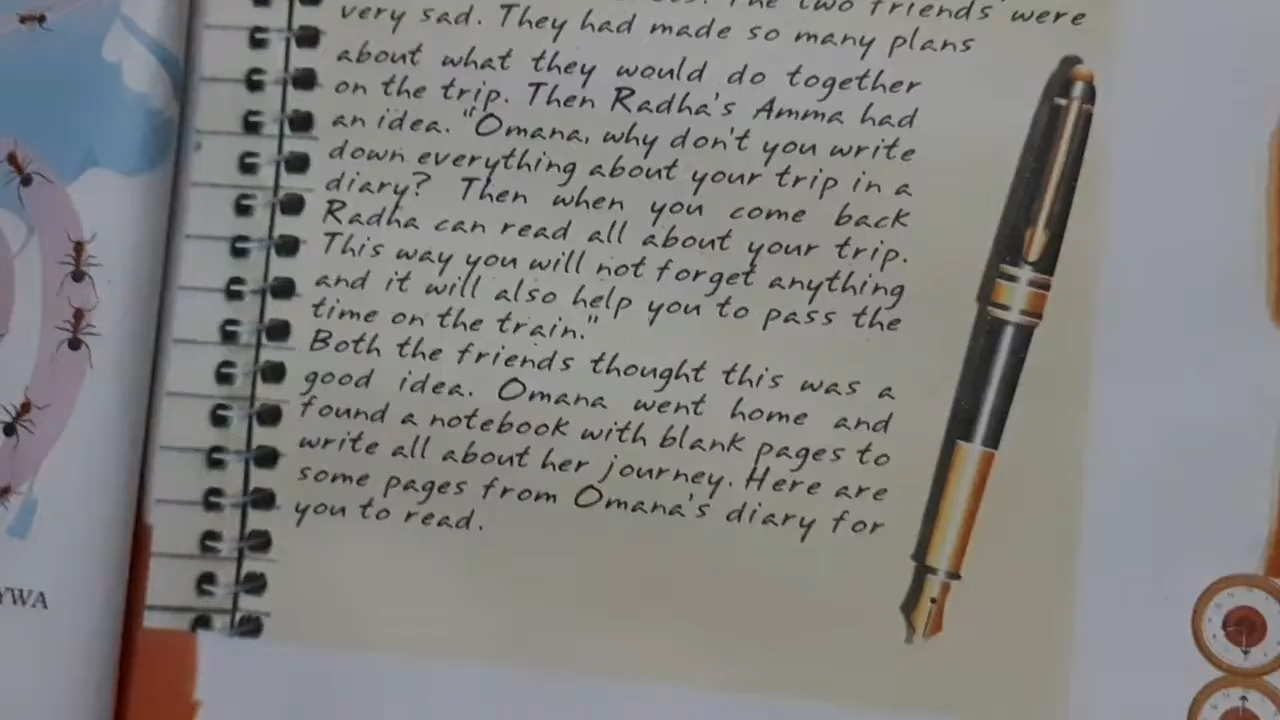 The two friends were
very sad. They had made so many plans
about what they would do together
on the trip. Then Radha's Amma had
an idea. "Omana, why don't you write
down everything about your trip in a
diary? Then when you come back
Radha can read all about your trip.
This way you will not forget anything
and it will also help you to pass the
time on the train."
Both the friends thought this was a
good idea. Omana went home and
found a notebook with blank pages to
write all about her journey. Here are
some pages from Omana's diary for
you to read.
YWA